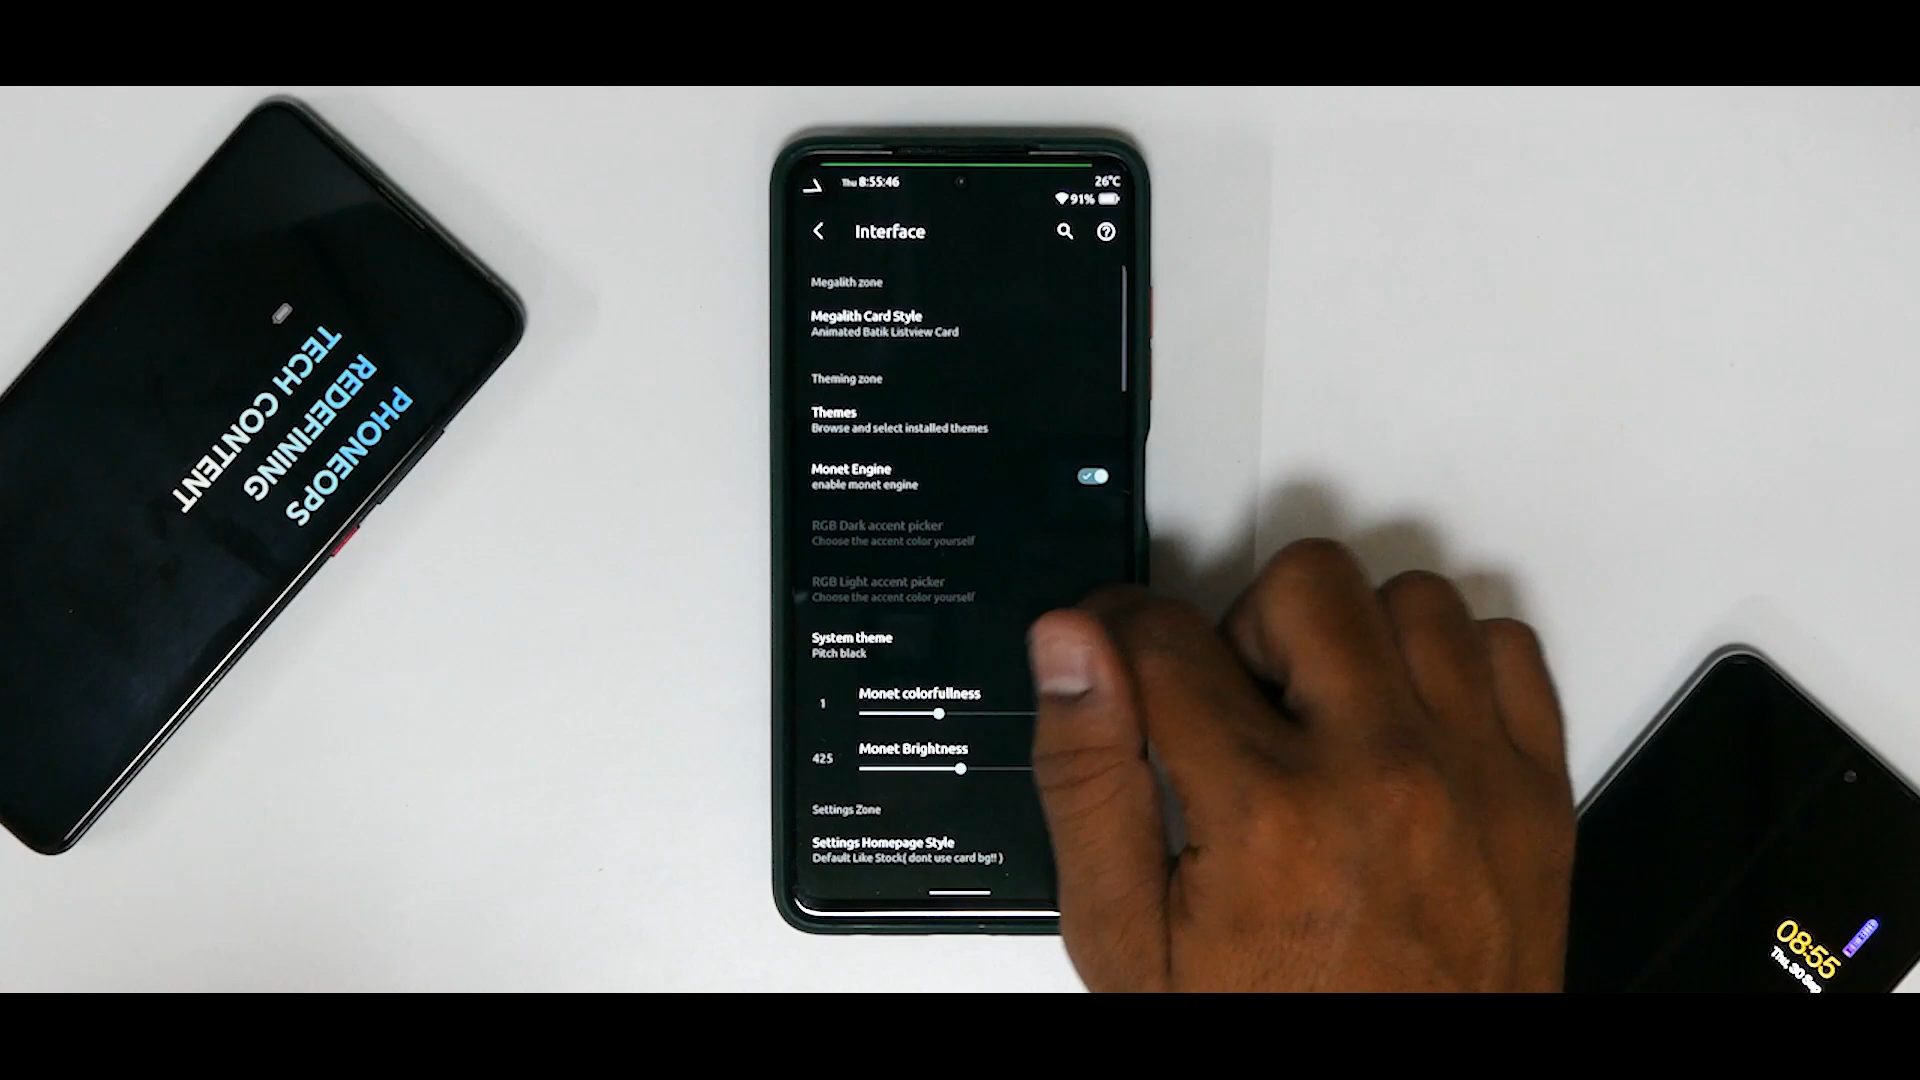 PHONEOPS
REDEFINING
TECH CONTENT
Thu 8:55:46
26°C
91%
Interface
Megalith zone
Megalith Card Style
Animated Batik Listview Card
Theming zone
Themes
Browse and select installed themes
Monet Engine
enable monet engine
RGB Dark accent picker
Choose the accent color yourself
RGB Light accent picker
Choose the accent color yourself
System theme
Pitch black
Monet colorfullness
1
Monet Brightness
425
Settings Zone
Settings Homepage Style
Default Like Stock( dont use card bg!! )
08:55
Thu, 30 Sep